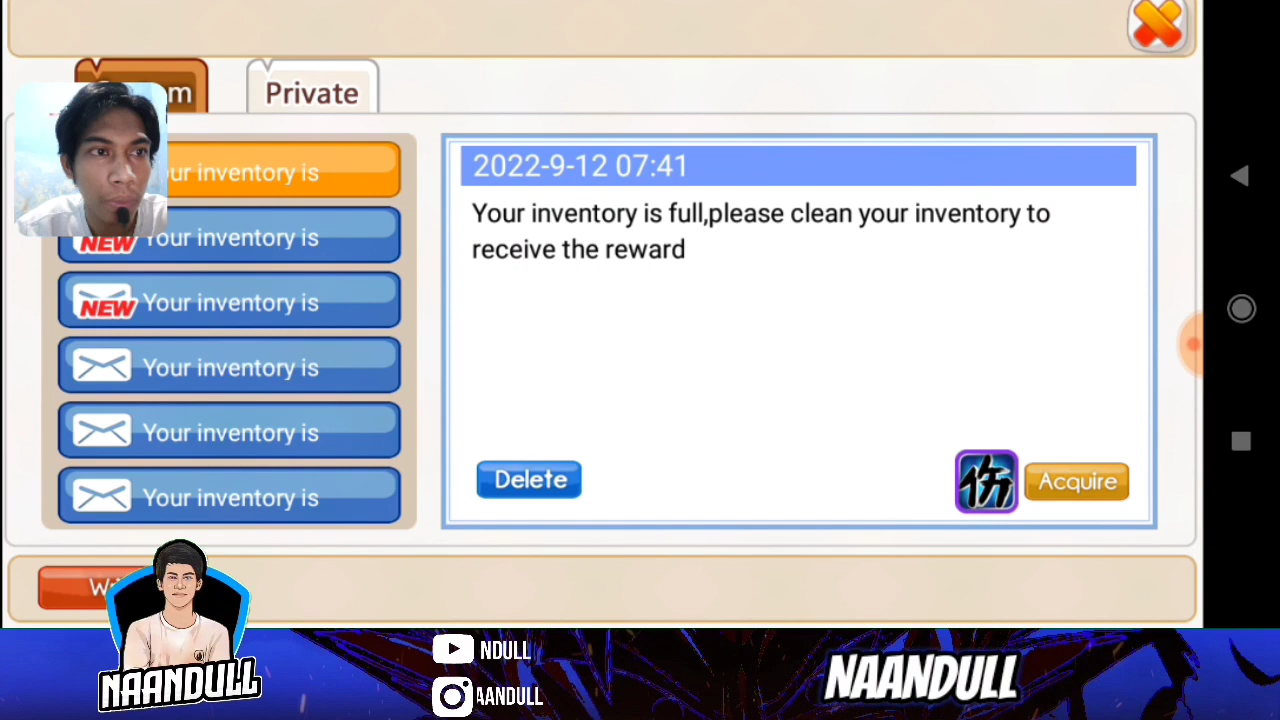 Private
2022-9-12 07:41
ur inventory is
Your inventory is full,please clean your inventory to
receive the reward
NEW Your inventory is
NEW Your inventory is
Your inventory is
Your inventory is
Your inventory is
Delete
伤
Acquire
NAANDULL
NDULL
AANDULL
NAANDULL